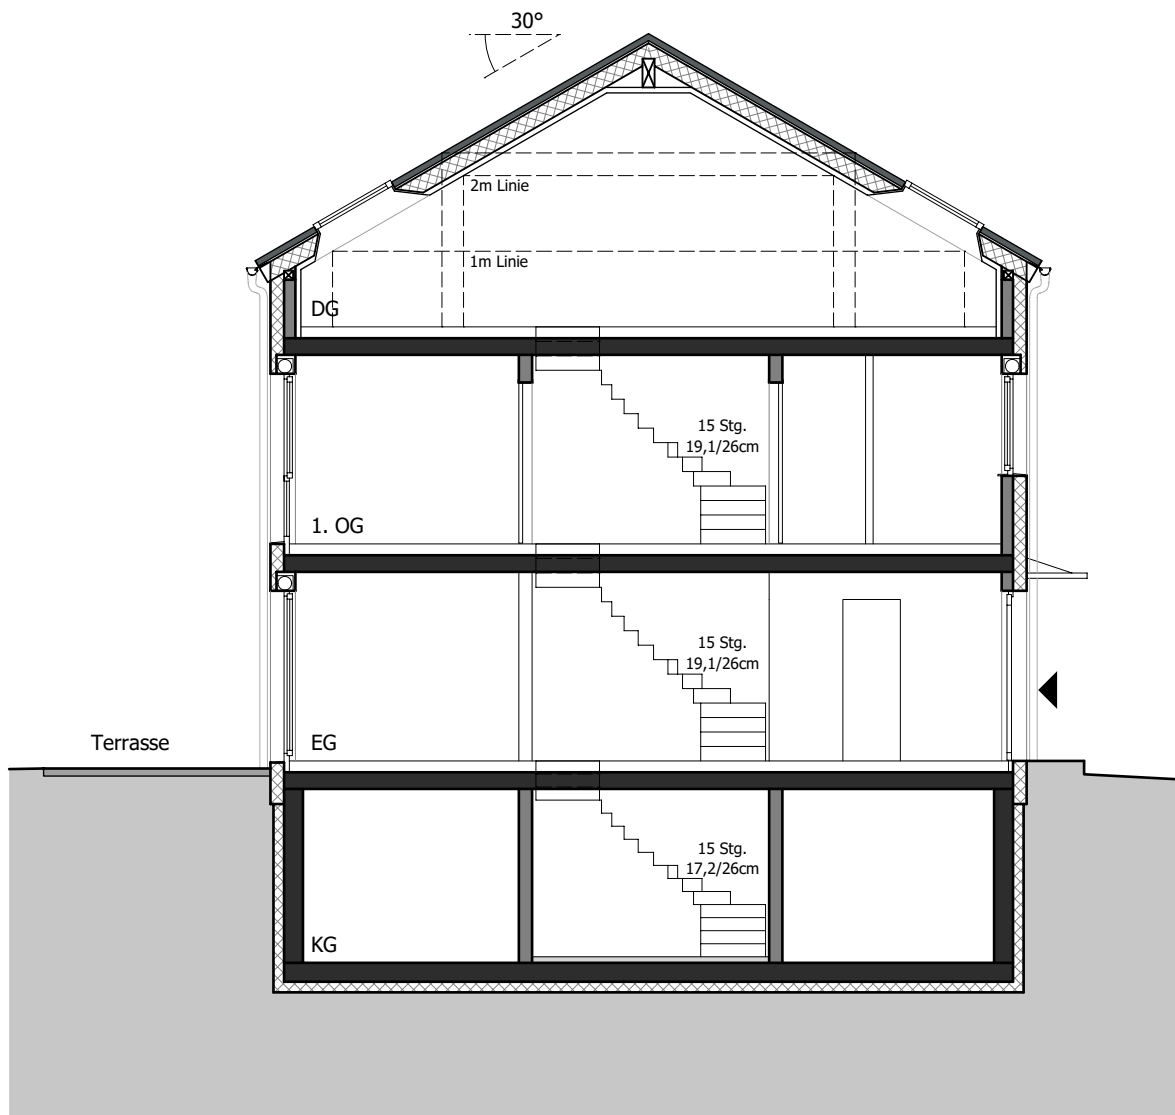 30°
2m Linie
1m Linie
DG
15 Stg.
19,1/26cm
1. OG
15 Stg.
19,1/26cm
Terrasse
EG
15 Stg.
17,2/26cm
KG